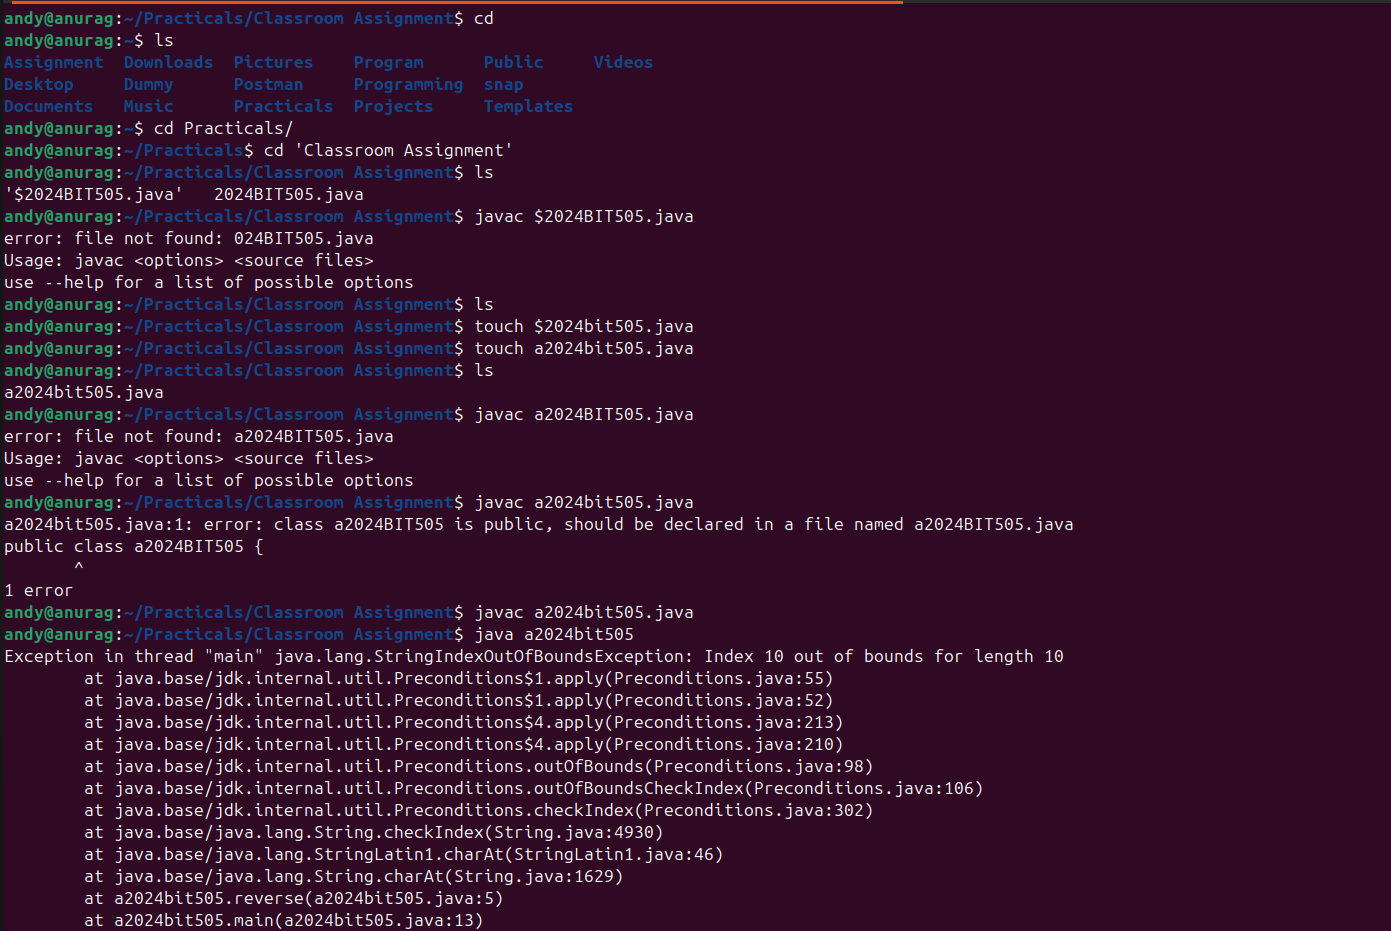 andy@anurag:~/Practicals/Classroom Assignment$ cd
andy@anurag:~$ ls
Assignment  Downloads  Pictures    Program      Public     Videos
Desktop     Dummy      Postman     Programming  snap
Documents   Music      Practicals  Projects     Templates
andy@anurag:~$ cd Practicals/
andy@anurag:~/Practicals$ cd 'Classroom Assignment'
andy@anurag:~/Practicals/Classroom Assignment$ ls
'$2024BIT505.java'   2024BIT505.java
andy@anurag:~/Practicals/Classroom Assignment$ javac $2024BIT505.java
error: file not found: 024BIT505.java
Usage: javac <options> <source files>
use --help for a list of possible options
andy@anurag:~/Practicals/Classroom Assignment$ ls
andy@anurag:~/Practicals/Classroom Assignment$ touch $2024bit505.java
andy@anurag:~/Practicals/Classroom Assignment$ touch a2024bit505.java
andy@anurag:~/Practicals/Classroom Assignment$ ls
a2024bit505.java
andy@anurag:~/Practicals/Classroom Assignment$ javac a2024BIT505.java
error: file not found: a2024BIT505.java
Usage: javac <options> <source files>
use --help for a list of possible options
andy@anurag:~/Practicals/Classroom Assignment$ javac a2024bit505.java
a2024bit505.java:1: error: class a2024BIT505 is public, should be declared in a file named a2024BIT505.java
public class a2024BIT505 {
       ^
1 error
andy@anurag:~/Practicals/Classroom Assignment$ javac a2024bit505.java
andy@anurag:~/Practicals/Classroom Assignment$ java a2024bit505
Exception in thread "main" java.lang.StringIndexOutOfBoundsException: Index 10 out of bounds for length 10
        at java.base/jdk.internal.util.Preconditions$1.apply(Preconditions.java:55)
        at java.base/jdk.internal.util.Preconditions$1.apply(Preconditions.java:52)
        at java.base/jdk.internal.util.Preconditions$4.apply(Preconditions.java:213)
        at java.base/jdk.internal.util.Preconditions$4.apply(Preconditions.java:210)
        at java.base/jdk.internal.util.Preconditions.outOfBounds(Preconditions.java:98)
        at java.base/jdk.internal.util.Preconditions.outOfBoundsCheckIndex(Preconditions.java:106)
        at java.base/jdk.internal.util.Preconditions.checkIndex(Preconditions.java:302)
        at java.base/java.lang.String.checkIndex(String.java:4930)
        at java.base/java.lang.StringLatin1.charAt(StringLatin1.java:46)
        at java.base/java.lang.String.charAt(String.java:1629)
        at a2024bit505.reverse(a2024bit505.java:5)
        at a2024bit505.main(a2024bit505.java:13)